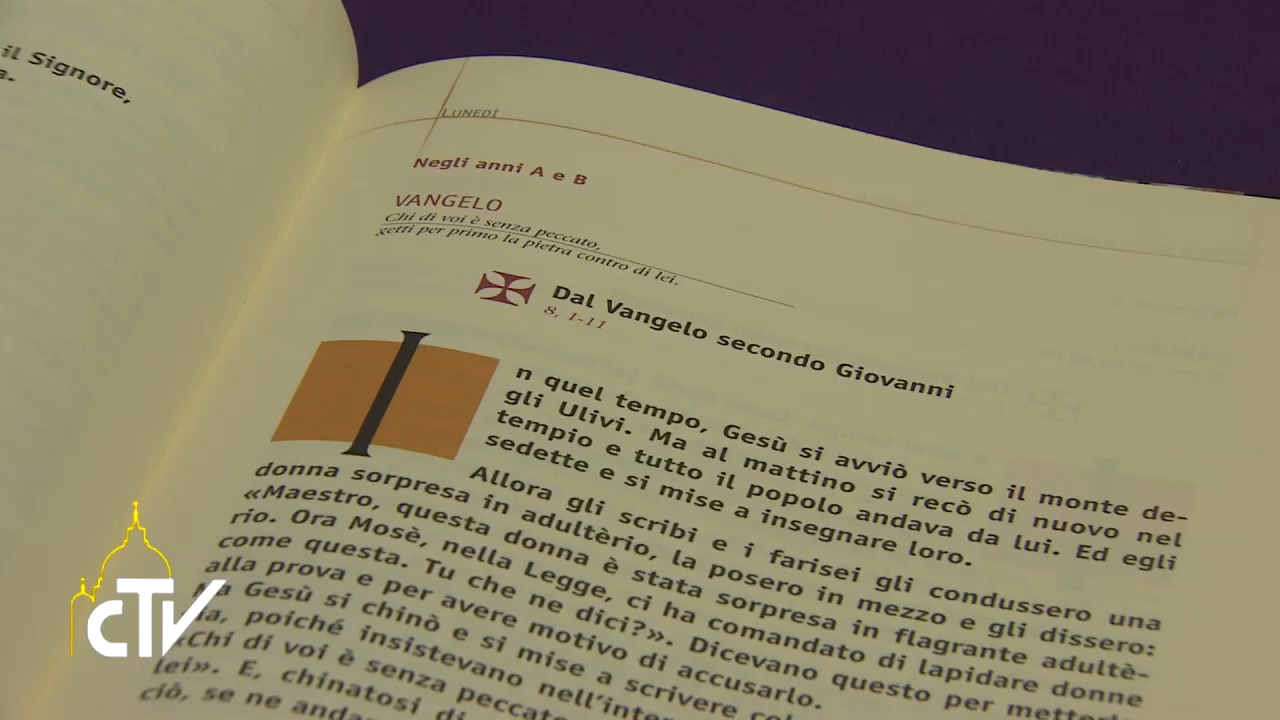 il Signore,
a.
LUNEDÌ
Negli anni A e B
VANGELO
Chi di voi è senza peccato,
getti per primo la pietra contro di lei.
Dal Vangelo secondo Giovanni
8, 1-11
In quel tempo, Gesù si avviò verso il monte de-
gli Ulivi. Ma al mattino si recò di nuovo nel
tempio e tutto il popolo andava da lui. Ed egli
sedette e si mise a insegnare loro.
Allora gli scribi e i farisei gli condussero una
donna sorpresa in adultèrio, la posero in mezzo e gli dissero:
«Maestro, questa donna è stata sorpresa in flagrante adultè-
rio. Ora Mosè, nella Legge, ci ha comandato di lapidare donne
come questa. Tu che ne dici?». Dicevano questo per metterlo
alla prova e per avere motivo di accusarlo.
Ma Gesù si chinò e si mise a scrivere col
poiché insistevano nell'inter
«Chi di voi è senza peccato
lei». E, chinatosi di
ciò, se ne andar
CTV